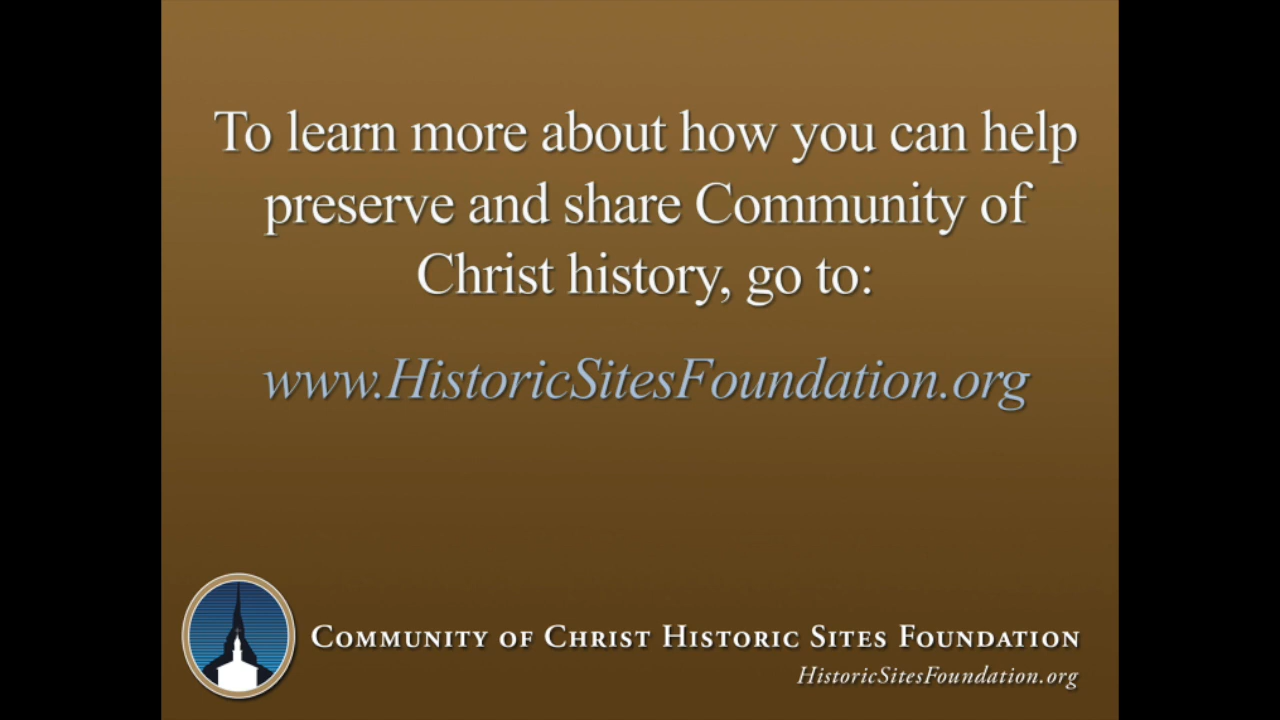 To learn more about how you can help
preserve and share Community of
Christ history, go to:
www.HistoricSitesFoundation.org
Community of Christ Historic Sites Foundation
HistoricSitesFoundation.org